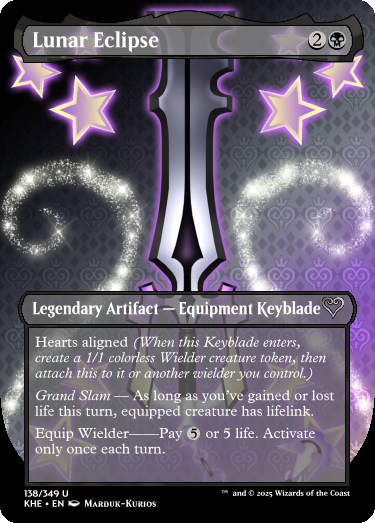 Lunar Eclipse 2
Legendary Artifact — Equipment Keyblade
Hearts aligned (When this Keyblade enters,
create a 1/1 colorless Wielder creature token, then
attach this to it or another wielder you control.)
Grand Slam — As long as you've gained or lost
life this turn, equipped creature has lifelink.
Equip Wielder——Pay 5 or 5 life. Activate
only once each turn.
138/349 U
KHE • EN Marduk-Kurios
™ and © 2025 Wizards of the Coast